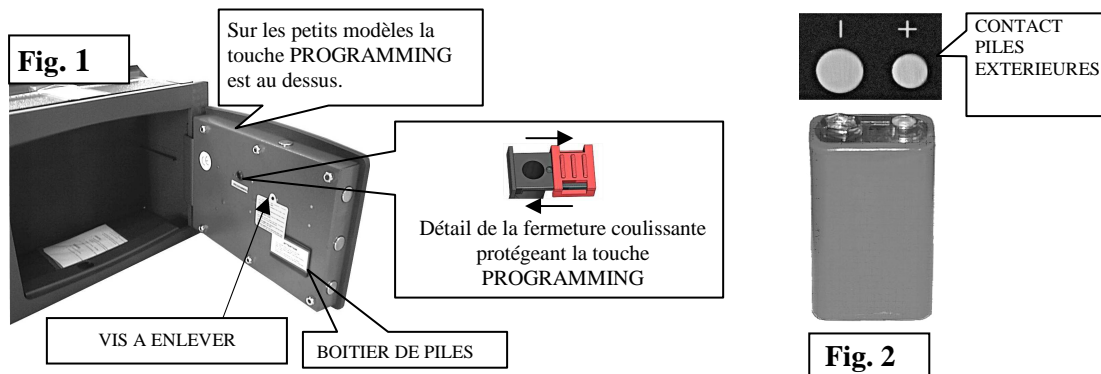 Fig. 1
Sur les petits modèles la
touche PROGRAMMING
est au dessus.
Détail de la fermeture coulissante
protégeant la touche
PROGRAMMING
VIS A ENLEVER
BOITIER DE PILES
- +
CONTACT
PILES
EXTERIEURES
Fig. 2